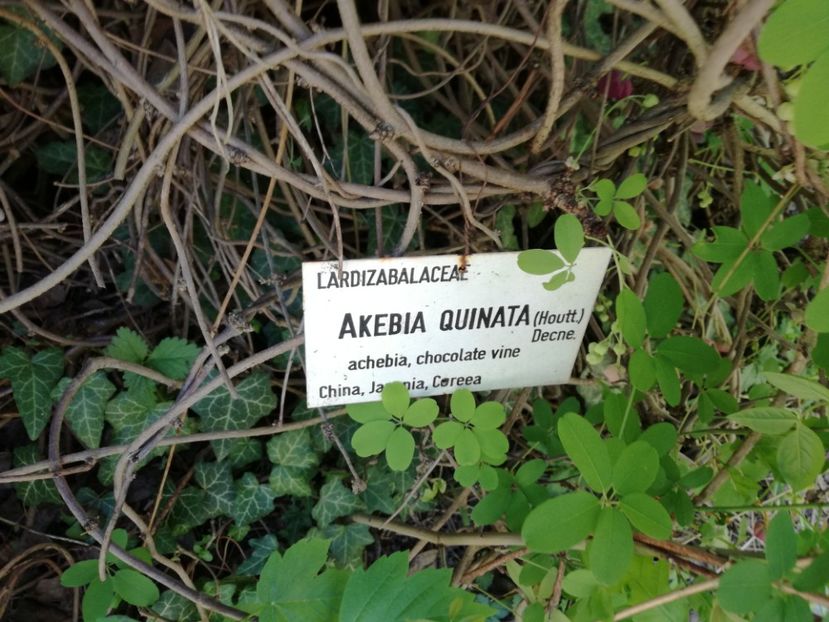 LARDIZABALACEAE
AKEBIA QUINATA (Houtt.)
Decne.
achebia, chocolate vine
China, Japonia, Coreea